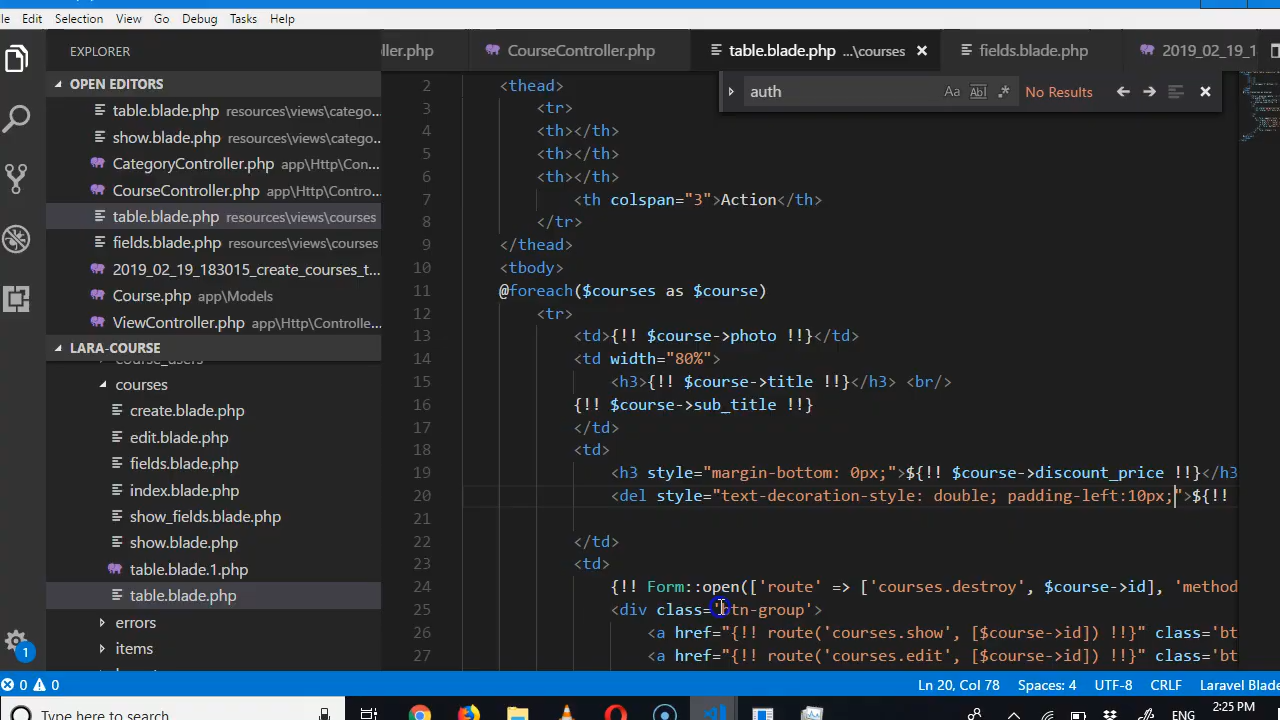 le Edit Selection View Go Debug Tasks Help
EXPLORER
OPEN EDITORS
table.blade.php resources\views\catego...
show.blade.php resources\views\catego...
CategoryController.php app\Http\Con...
CourseController.php app\Http\Contro...
table.blade.php resources\views\courses
fields.blade.php resources\views\courses
2019_02_19_183015_create_courses_t...
Course.php app\Models
ViewController.php app\Http\Controlle...
LARA-COURSE
course_users
courses
create.blade.php
edit.blade.php
fields.blade.php
index.blade.php
show_fields.blade.php
show.blade.php
table.blade.1.php
table.blade.php
errors
items
ller.php CourseController.php table.blade.php ...\courses fields.blade.php 2019_02_19_1
auth Aa Abl .* No Results
2 <thead>
3 <tr>
4 <th></th>
5 <th></th>
6 <th></th>
7 <th colspan="3">Action</th>
8 </tr>
9 </thead>
10 <tbody>
11 @foreach($courses as $course)
12 <tr>
13 <td>{!! $course->photo !!}</td>
14 <td width="80%">
15 <h3>{!! $course->title !!}</h3> <br/>
16 {!! $course->sub_title !!}
17 </td>
18 <td>
19 <h3 style="margin-bottom: 0px;">${!! $course->discount_price !!}</h3
20 <del style="text-decoration-style: double; padding-left:10px;">${!!
21
22 </td>
23 <td>
24 {!! Form::open(['route' => ['courses.destroy', $course->id], 'method
25 <div class='btn-group'>
26 <a href="{!! route('courses.show', [$course->id]) !!}" class='bt
27 <a href="{!! route('courses.edit', [$course->id]) !!}" class='bt
1
0 0 Ln 20, Col 78 Spaces: 4 UTF-8 CRLF Laravel Blade
Type here to search ENG 2:25 PM